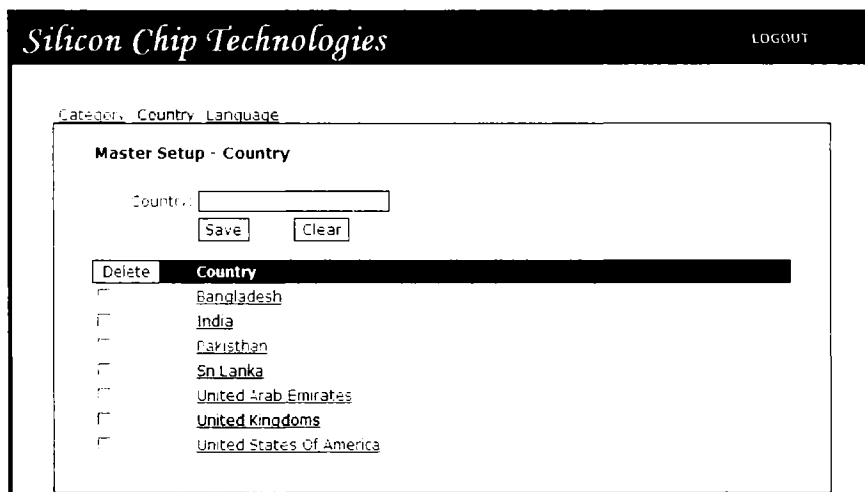 Silicon Chip Technologies
LOGOUT
Category Country Language
Master Setup - Country
Country:
Save Clear
Delete Country
Bangladesh
India
Pakisthan
Sri Lanka
United Arab Emirates
United Kingdoms
United States Of America